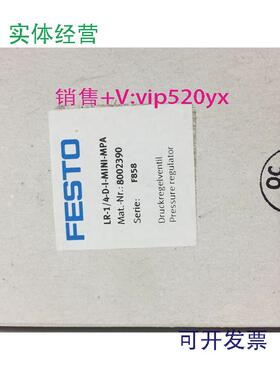 实体经营
销售+V:vip520yx
FESTO
LR-1/4-D-I-MINI-MPA
Mat.-Nr.: 8002390
Serie: F858
Druckregelventil
Pressure regulator
QC
可开发票